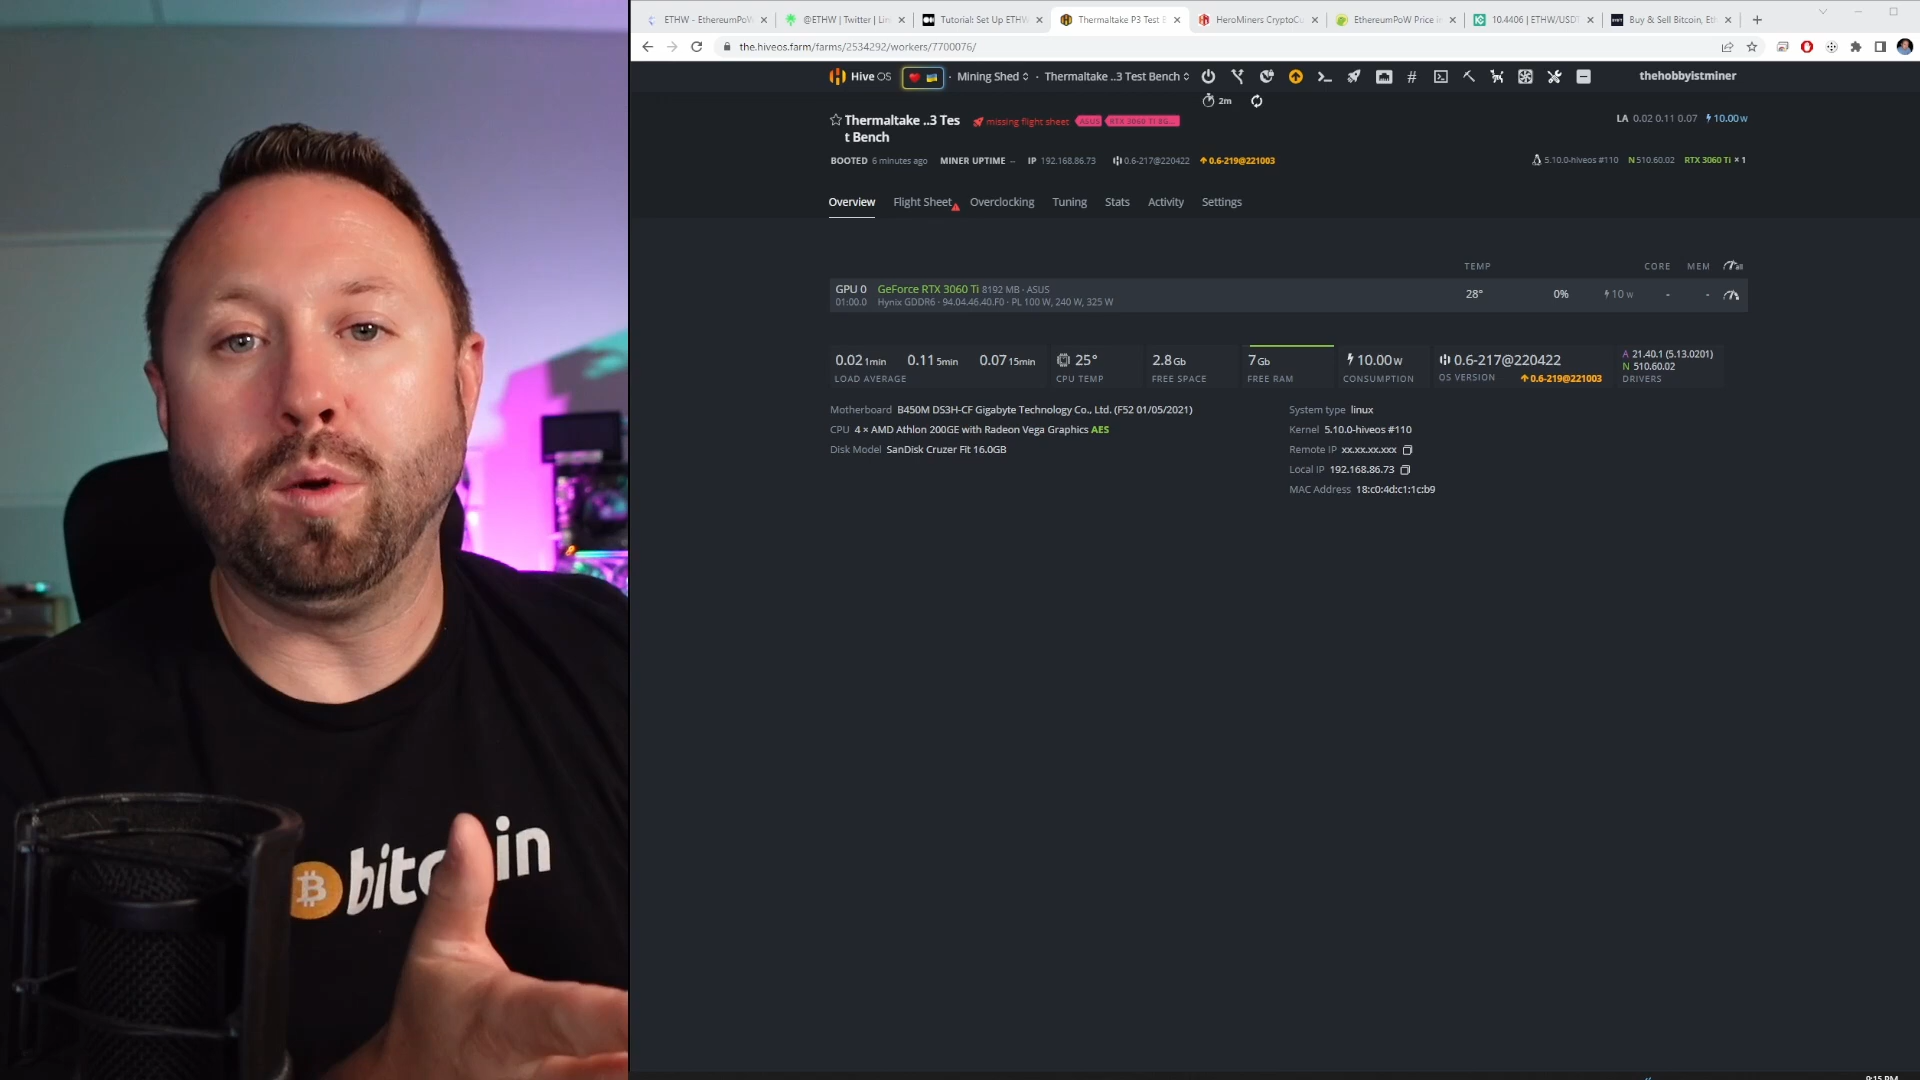 ETHW - EthereumPoW
@ETHW | Twitter | Lin
Tutorial: Set Up ETHW
Thermaltake P3 Test B
HeroMiners CryptoCu
EthereumPoW Price in
10.4406 | ETHW/USDT
Buy & Sell Bitcoin, Eth
the.hiveos.farm/farms/2534292/workers/7700076/
Hive OS
Mining Shed
Thermaltake ..3 Test Bench
thehobbyistminer
2m
Thermaltake ..3 Tes
t Bench
missing flight sheet
ASUS
RTX 3060 TI 8G...
LA 0.02 0.11 0.07 10.00 W
BOOTED 6 minutes ago MINER UPTIME -- IP 192.168.86.73 0.6-217@220422 0.6-219@221003
5.10.0-hiveos #110 N 510.60.02 RTX 3060 Ti × 1
Overview Flight Sheet Overclocking Tuning Stats Activity Settings
TEMP CORE MEM
GPU 0 GeForce RTX 3060 Ti 8192 MB · ASUS
01:00.0 Hynix GDDR6 · 94.04.46.40.F0 · PL 100 W, 240 W, 325 W
28° 0% 10 W - -
0.02 1min 0.11 5min 0.07 15min
LOAD AVERAGE
25°
CPU TEMP
2.8 Gb
FREE SPACE
7 Gb
FREE RAM
10.00 W
CONSUMPTION
0.6-217@220422
OS VERSION 0.6-219@221003
A 21.40.1 (5.13.0201)
N 510.60.02
DRIVERS
Motherboard B450M DS3H-CF Gigabyte Technology Co., Ltd. (F52 01/05/2021)
CPU 4 × AMD Athlon 200GE with Radeon Vega Graphics AES
Disk Model SanDisk Cruzer Fit 16.0GB
System type linux
Kernel 5.10.0-hiveos #110
Remote IP xx.xx.xx.xxx
Local IP 192.168.86.73
MAC Address 18:c0:4d:c1:1c:b9
bitc in
9:15 PM